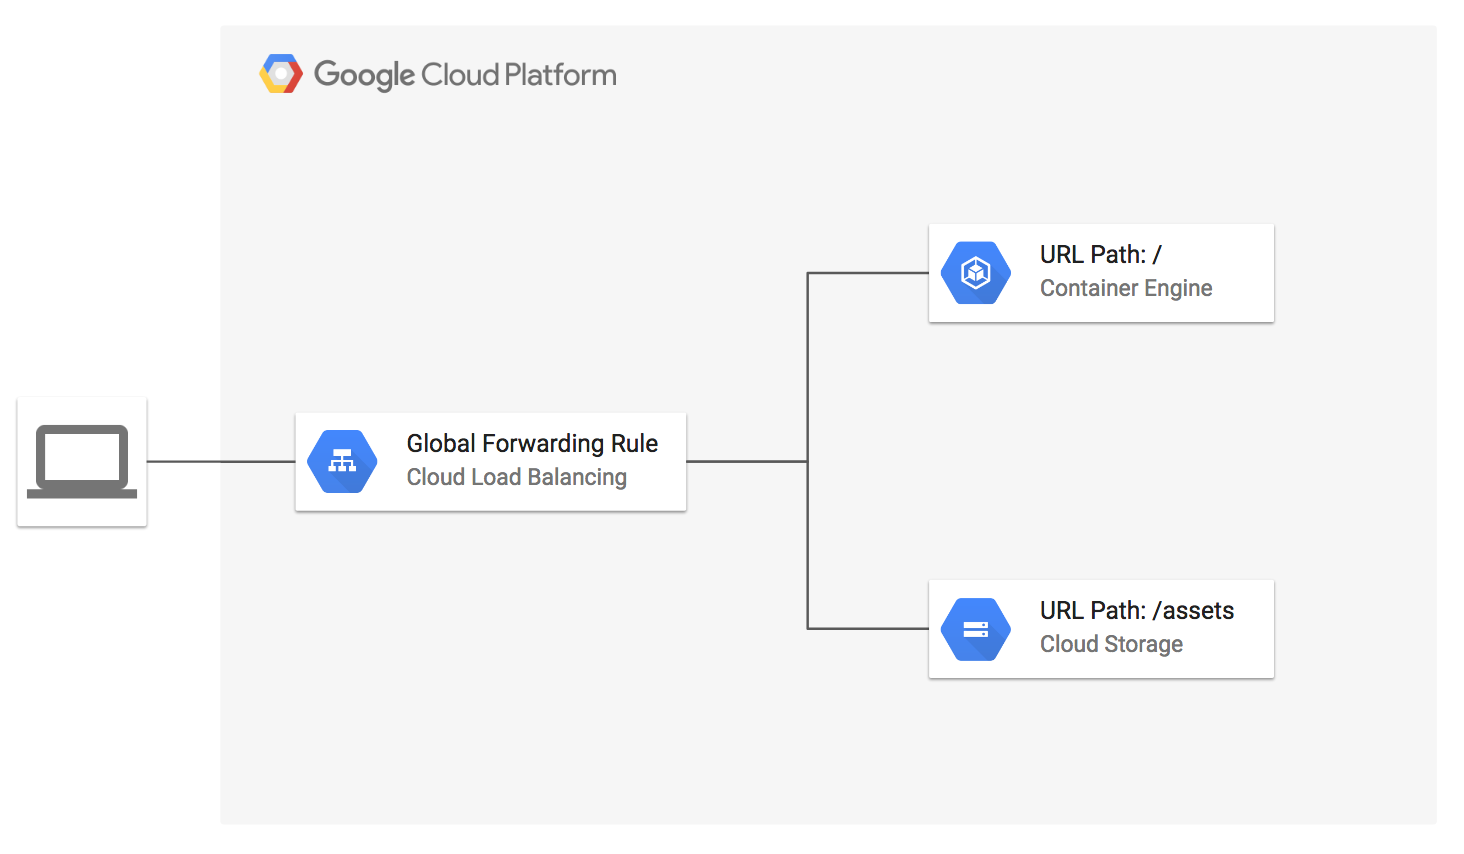 Google Cloud Platform
URL Path: /
Container Engine
Global Forwarding Rule
Cloud Load Balancing
URL Path: /assets
Cloud Storage